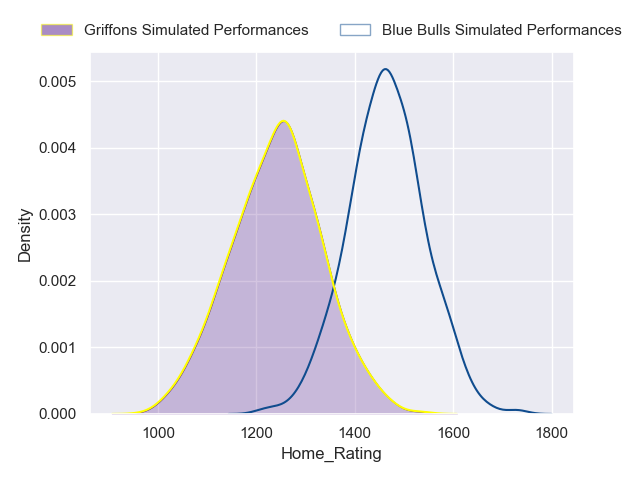 Griffons Simulated Performances Blue Bulls Simulated Performances
0.005
0.004
0.003
0.002
0.001
0.000
Density
1000 1200 1400 1600 1800
Home_Rating